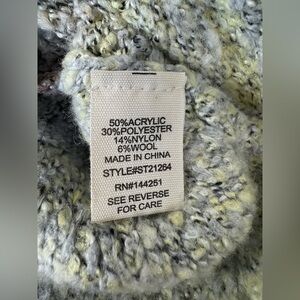 50%ACRYLIC
30%POLYESTER
14%NYLON
6%WOOL
MADE IN CHINA
STYLE#ST21264
RN#144251
SEE REVERSE
FOR CARE